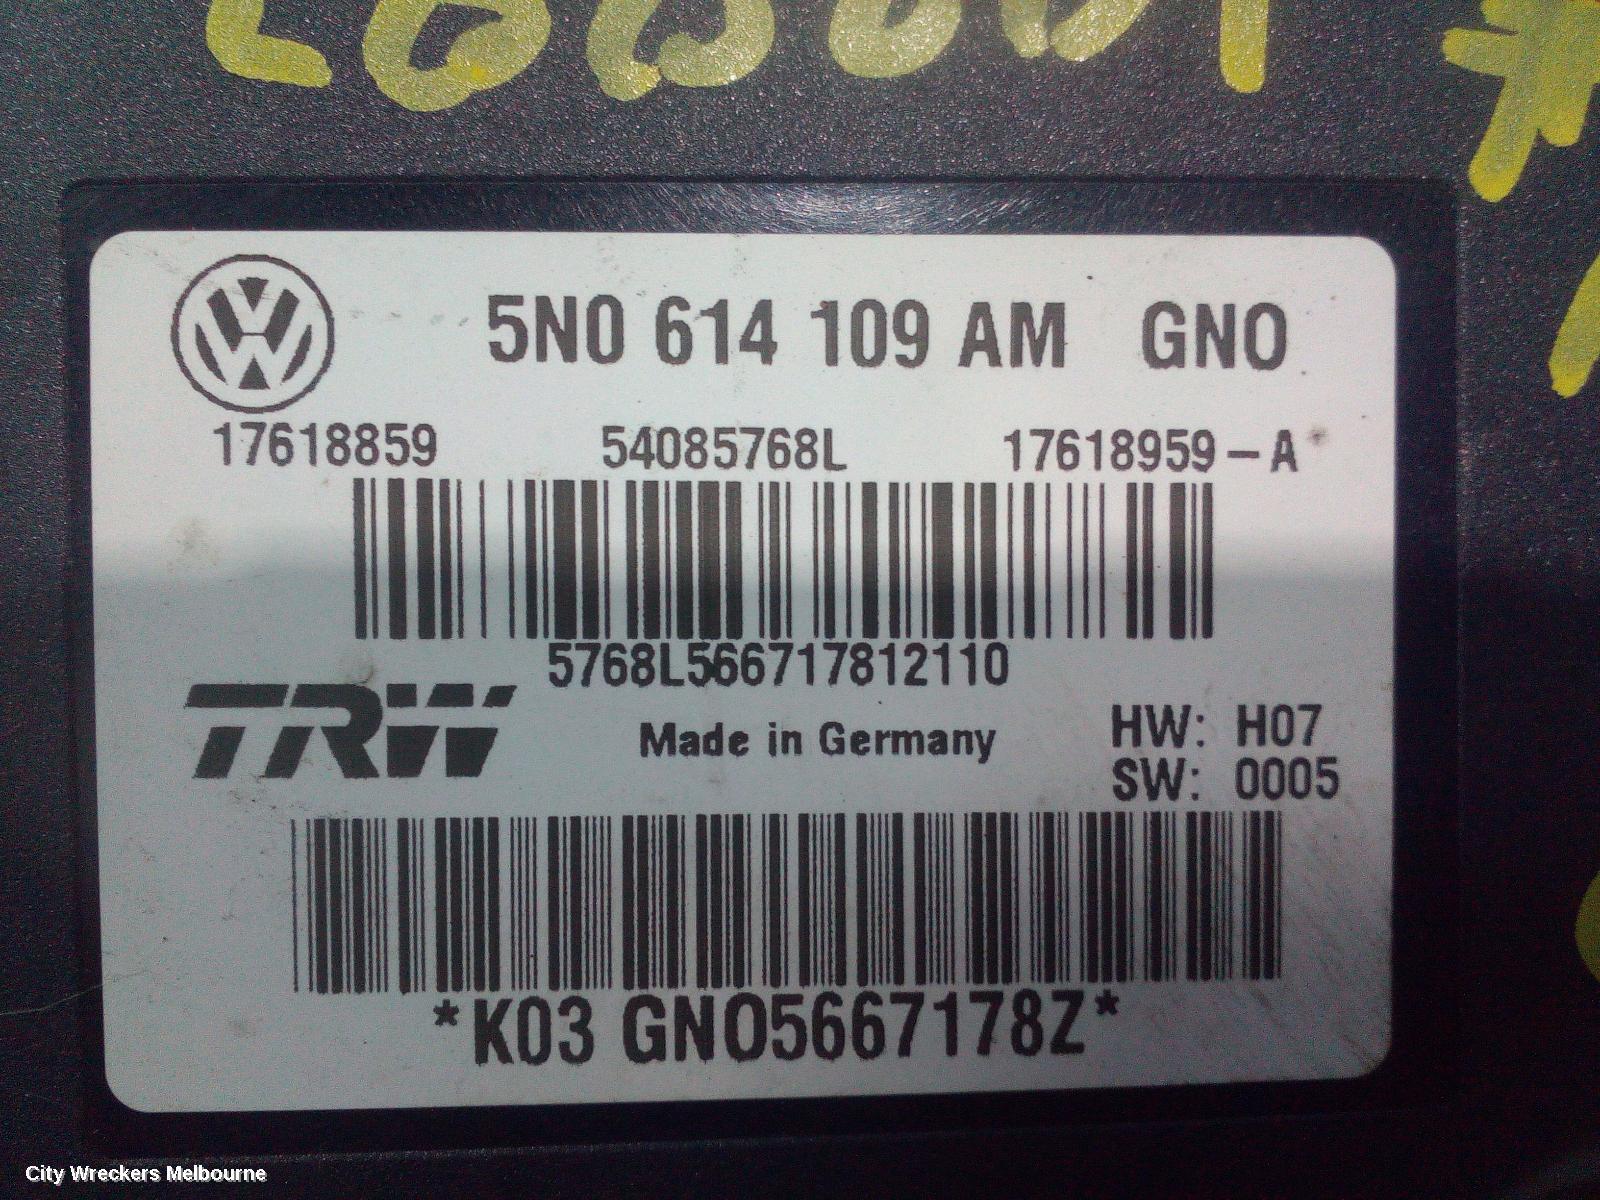 5N0 614 109 AM GNO
17618859 54085768L 17618959-A
5768L566717812110
TRW
Made in Germany
HW: H07
SW: 0005
*K03 GNO5667178Z*
City Wreckers Melbourne